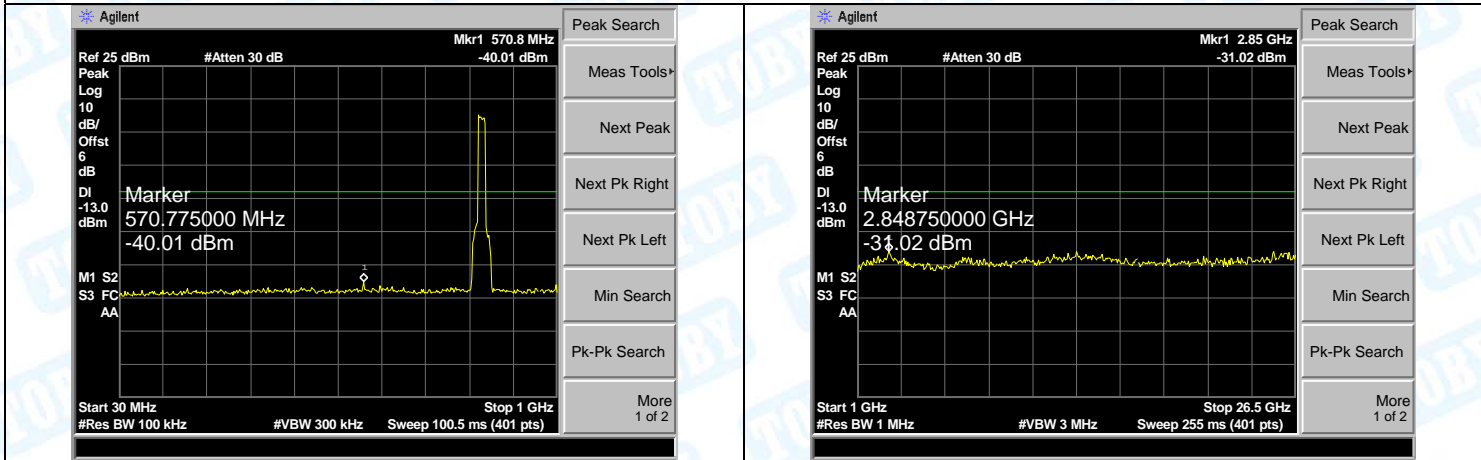 Agilent
Peak Search
Mkr1 570.8 MHz
Ref 25 dBm #Atten 30 dB -40.01 dBm
Peak
Log
10
dB/
Offst
6
dB
DI
-13.0
dBm
Marker
570.775000 MHz
-40.01 dBm
1
M1 S2
S3 FC
AA
Start 30 MHz Stop 1 GHz
#Res BW 100 kHz #VBW 300 kHz Sweep 100.5 ms (401 pts)
Meas Tools
Next Peak
Next Pk Right
Next Pk Left
Min Search
Pk-Pk Search
More
1 of 2
Agilent
Peak Search
Mkr1 2.85 GHz
Ref 25 dBm #Atten 30 dB -31.02 dBm
Peak
Log
10
dB/
Offst
6
dB
DI
-13.0
dBm
Marker
2.848750000 GHz
-31.02 dBm
M1 S2
S3 FC
AA
Start 1 GHz Stop 26.5 GHz
#Res BW 1 MHz #VBW 3 MHz Sweep 255 ms (401 pts)
Meas Tools
Next Peak
Next Pk Right
Next Pk Left
Min Search
Pk-Pk Search
More
1 of 2
TOBY